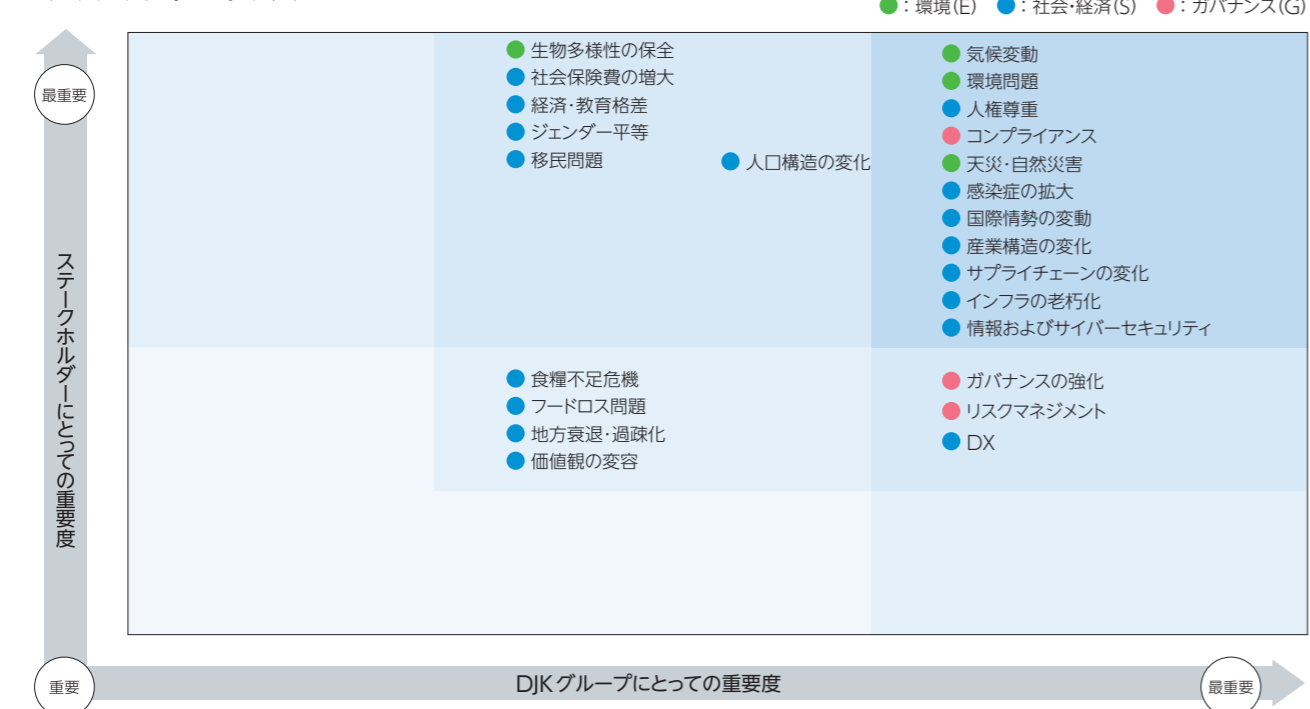 ●：環境(E) ●：社会・経済(S) ●：ガバナンス(G)
最重要
ステークホルダーにとっての重要度
● 生物多様性の保全
● 社会保険費の増大
● 経済・教育格差
● ジェンダー平等
● 移民問題
● 人口構造の変化
● 気候変動
● 環境問題
● 人権尊重
● コンプライアンス
● 天災・自然災害
● 感染症の拡大
● 国際情勢の変動
● 産業構造の変化
● サプライチェーンの変化
● インフラの老朽化
● 情報およびサイバーセキュリティ
● 食糧不足危機
● フードロス問題
● 地方衰退・過疎化
● 価値観の変容
● ガバナンスの強化
● リスクマネジメント
● DX
重要
DJKグループにとっての重要度
最重要